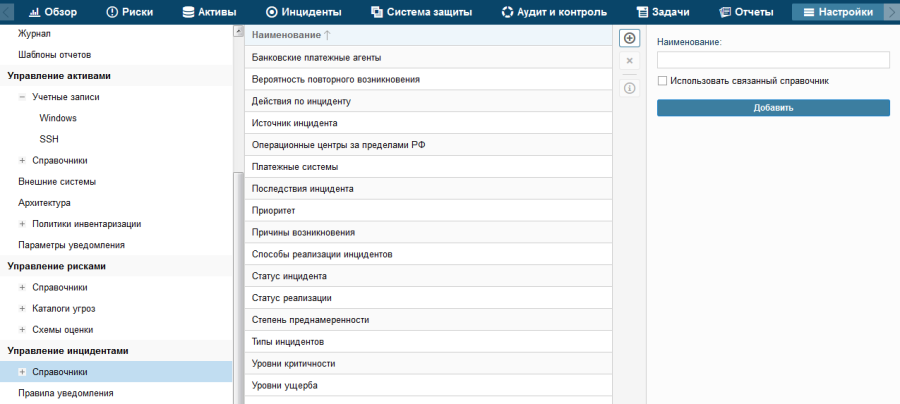 Обзор Риски Активы Инциденты Система защиты Аудит и контроль Задачи Отчеты Настройки
Журнал
Шаблоны отчетов
Управление активами
Учетные записи
Windows
SSH
Справочники
Внешние системы
Архитектура
Политики инвентаризации
Параметры уведомления
Управление рисками
Справочники
Каталоги угроз
Схемы оценки
Управление инцидентами
Справочники
Правила уведомления
Наименование
Банковские платежные агенты
Вероятность повторного возникновения
Действия по инциденту
Источник инцидента
Операционные центры за пределами РФ
Платежные системы
Последствия инцидента
Приоритет
Причины возникновения
Способы реализации инцидентов
Статус инцидента
Статус реализации
Степень преднамеренности
Типы инцидентов
Уровни критичности
Уровни ущерба
Наименование:
Использовать связанный справочник
Добавить